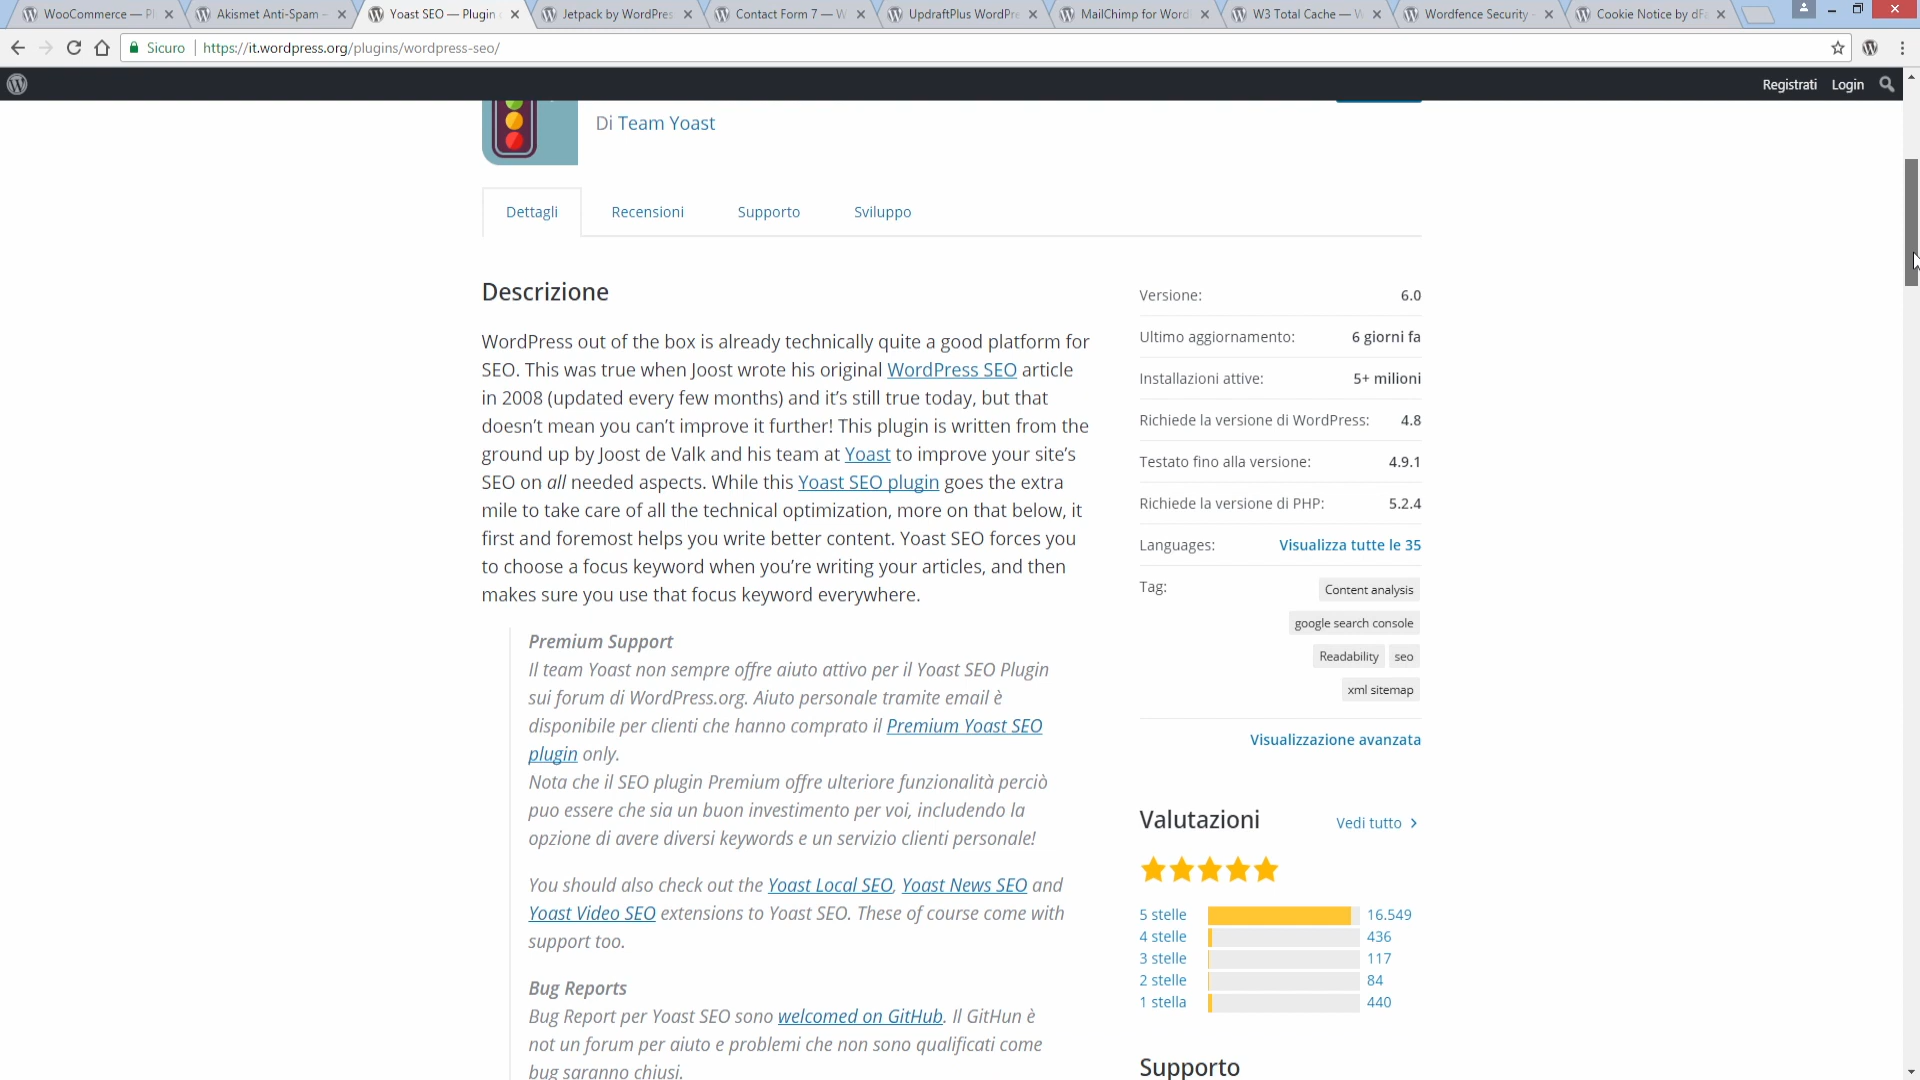 WooCommerce — Pl
Akismet Anti-Spam -
Yoast SEO — Plugin
Jetpack by WordPres
Contact Form 7 — W
UpdraftPlus WordPre
MailChimp for Word
W3 Total Cache — W
Wordfence Security -
Cookie Notice by dFa
Sicuro
https://it.wordpress.org/plugins/wordpress-seo/
Registrati Login
Di Team Yoast
Dettagli Recensioni Supporto Sviluppo
Descrizione
WordPress out of the box is already technically quite a good platform for
SEO. This was true when Joost wrote his original WordPress SEO article
in 2008 (updated every few months) and it’s still true today, but that
doesn’t mean you can’t improve it further! This plugin is written from the
ground up by Joost de Valk and his team at Yoast to improve your site’s
SEO on all needed aspects. While this Yoast SEO plugin goes the extra
mile to take care of all the technical optimization, more on that below, it
first and foremost helps you write better content. Yoast SEO forces you
to choose a focus keyword when you’re writing your articles, and then
makes sure you use that focus keyword everywhere.
Premium Support
Il team Yoast non sempre offre aiuto attivo per il Yoast SEO Plugin
sui forum di WordPress.org. Aiuto personale tramite email è
disponibile per clienti che hanno comprato il Premium Yoast SEO
plugin only.
Nota che il SEO plugin Premium offre ulteriore funzionalità perciò
puo essere che sia un buon investimento per voi, includendo la
opzione di avere diversi keywords e un servizio clienti personale!
You should also check out the Yoast Local SEO, Yoast News SEO and
Yoast Video SEO extensions to Yoast SEO. These of course come with
support too.
Bug Reports
Bug Report per Yoast SEO sono welcomed on GitHub. Il GitHun è
not un forum per aiuto e problemi che non sono qualificati come
bug saranno chiusi.
Versione: 6.0
Ultimo aggiornamento: 6 giorni fa
Installazioni attive: 5+ milioni
Richiede la versione di WordPress: 4.8
Testato fino alla versione: 4.9.1
Richiede la versione di PHP: 5.2.4
Languages: Visualizza tutte le 35
Tag: Content analysis
google search console
Readability seo
xml sitemap
Visualizzazione avanzata
Valutazioni Vedi tutto
5 stelle 16.549
4 stelle 436
3 stelle 117
2 stelle 84
1 stella 440
Supporto